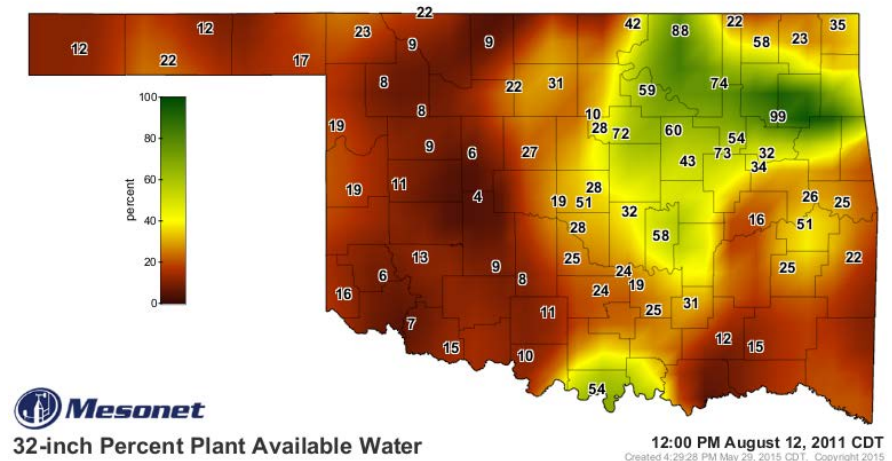 22
42 88 22 35
12 12 23 9 9 58 23
22 17
8 22 31 59 74
100
80
60
40
20
0
percent
8 10 99
19 28 72 60 54
9 6 27 43 73 32
34
19 11 4 28 26 25
19 51 32 16 51
28 58
13 25 22
6 9 8 24 25
16 24 19
11 25 31
7
15 10 12 15
54
Mesonet
32-inch Percent Plant Available Water
12:00 PM August 12, 2011 CDT
Created 4:29:28 PM May 29, 2015 CDT. Copyright 2015